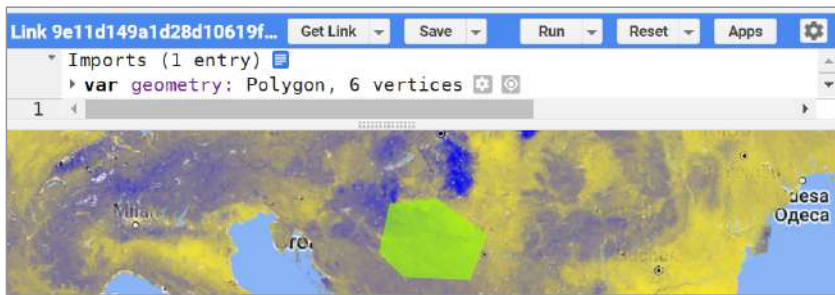 Link 9e11d149a1d28d10619f... Get Link Save Run Reset Apps
Imports (1 entry)
var geometry: Polygon, 6 vertices
1
Milan
desa
Одеса